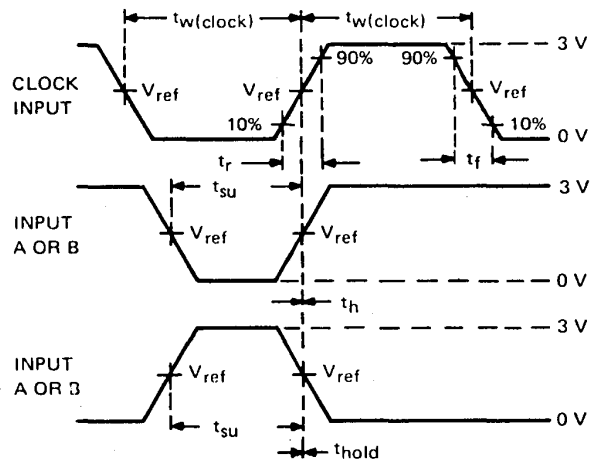 tw(clock) tw(clock)
3 V
90% 90%
CLOCK INPUT
Vref Vref Vref
10% 10%
0 V
tr tf
tsu
3 V
INPUT A OR B
Vref Vref
0 V
th
3 V
INPUT A OR B
Vref Vref
0 V
tsu
thold